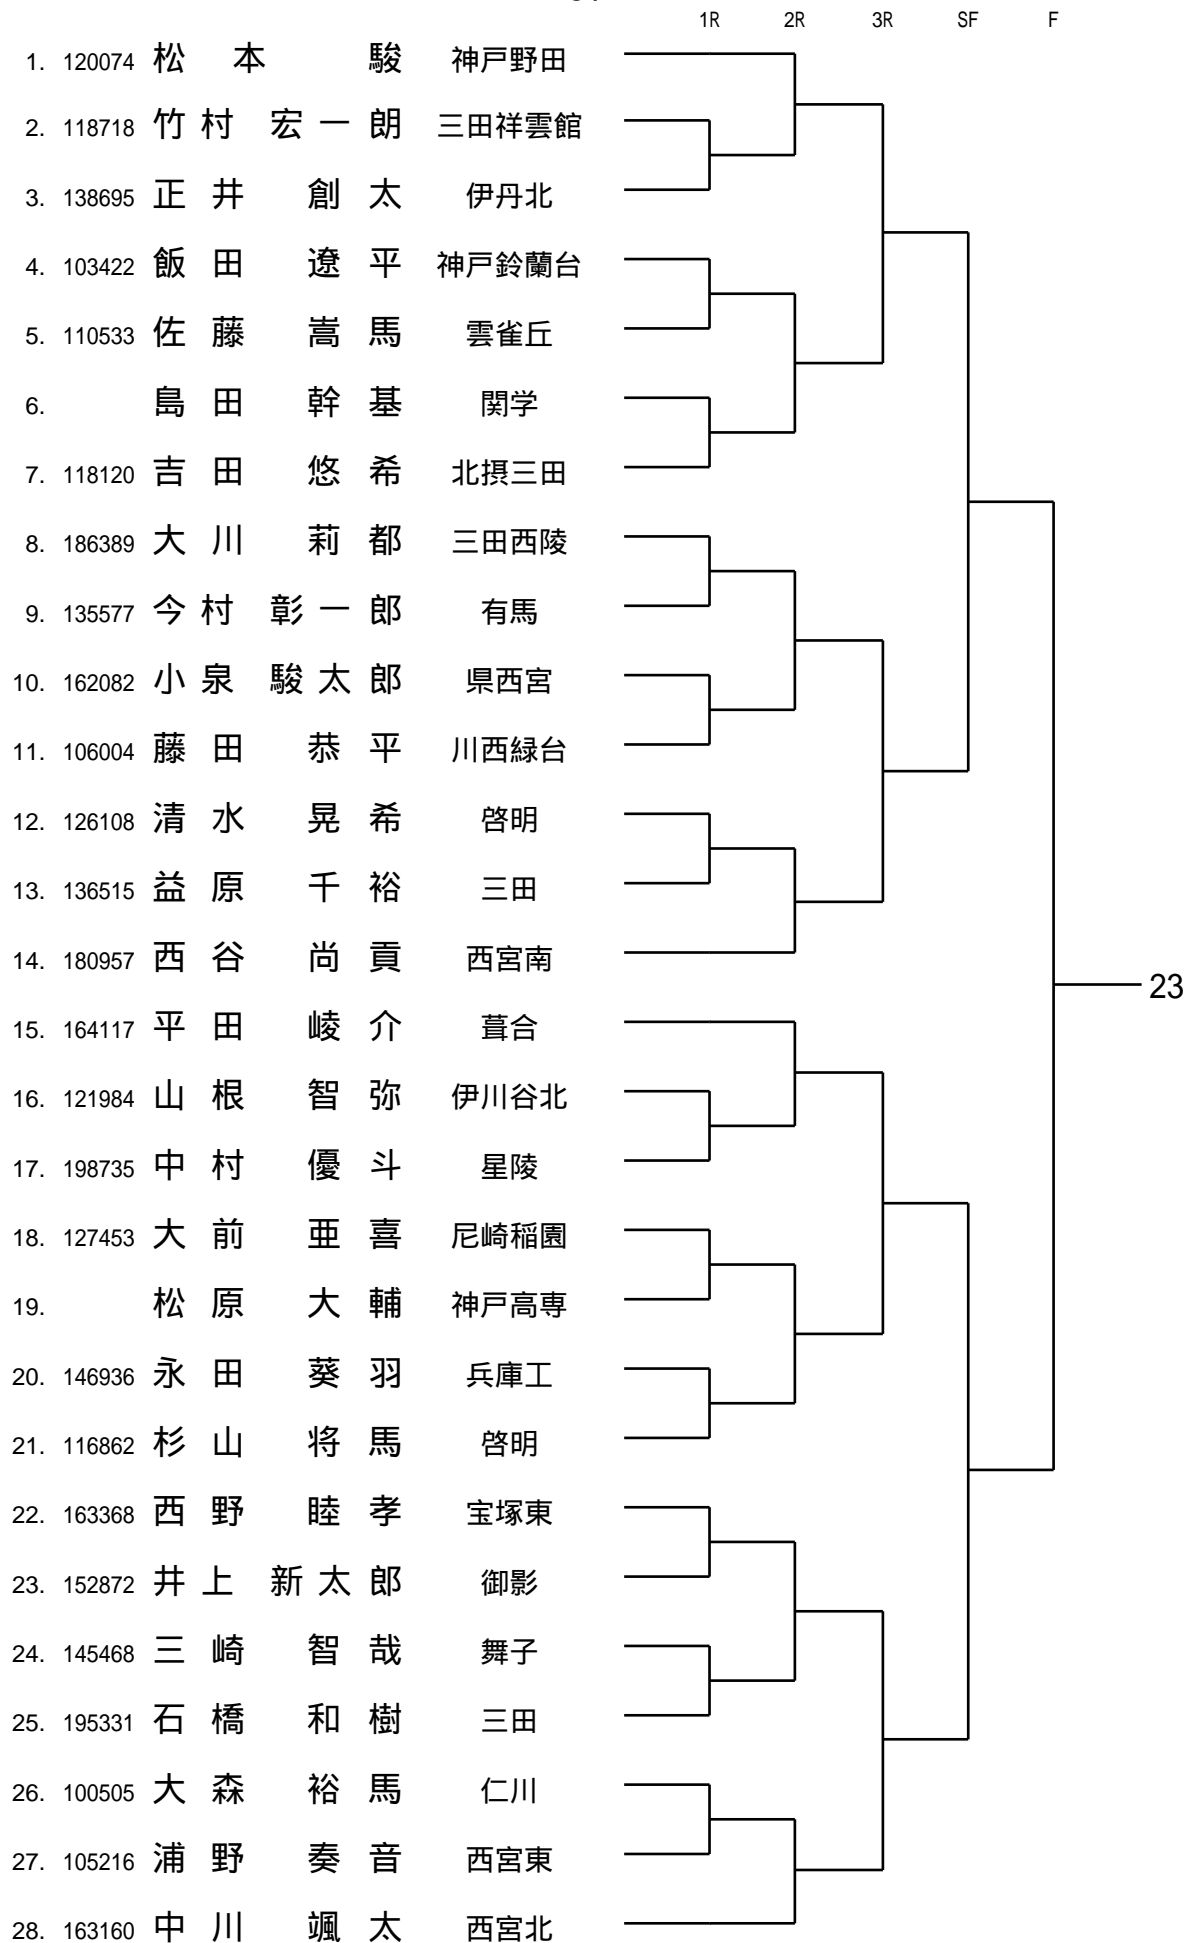 1R 2R 3R SF F
1. 120074 松本 駿 神戸野田
2. 118718 竹村 宏一朗 三田祥雲館
3. 138695 正井 創太 伊丹北
4. 103422 飯田 遼平 神戸鈴蘭台
5. 110533 佐藤 嵩馬 雲雀丘
6. 島田 幹基 関学
7. 118120 吉田 悠希 北摂三田
8. 186389 大川 莉都 三田西陵
9. 135577 今村 彰一郎 有馬
10. 162082 小泉 駿太郎 県西宮
11. 106004 藤田 恭平 川西緑台
12. 126108 清水 晃希 啓明
13. 136515 益原 千裕 三田
14. 180957 西谷 尚貢 西宮南
23
15. 164117 平田 崚介 葺合
16. 121984 山根 智弥 伊川谷北
17. 198735 中村 優斗 星陵
18. 127453 大前 亜喜 尼崎稲園
19. 松原 大輔 神戸高専
20. 146936 永田 葵羽 兵庫工
21. 116862 杉山 将馬 啓明
22. 163368 西野 睦孝 宝塚東
23. 152872 井上 新太郎 御影
24. 145468 三崎 智哉 舞子
25. 195331 石橋 和樹 三田
26. 100505 大森 裕馬 仁川
27. 105216 浦野 奏音 西宮東
28. 163160 中川 颯太 西宮北